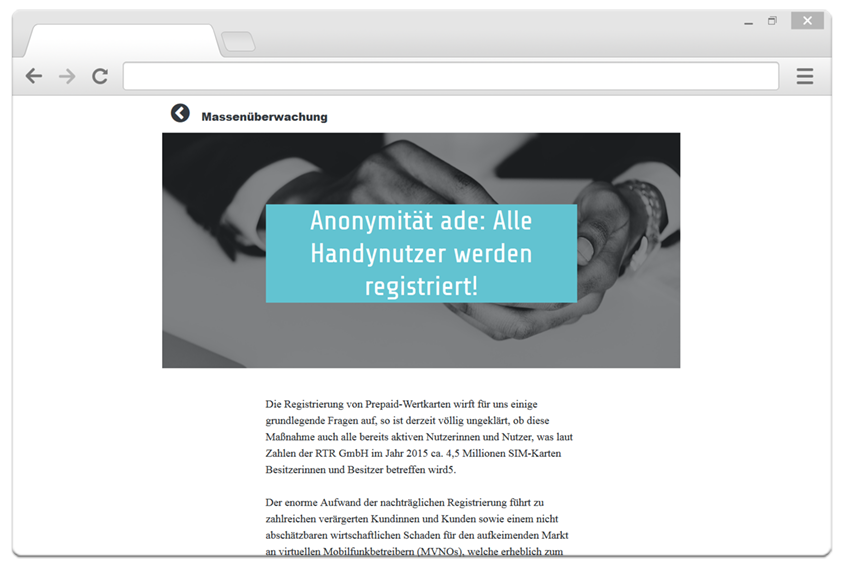 Massenüberwachung
Anonymität ade: Alle
Handynutzer werden
registriert!
Die Registrierung von Prepaid-Wertkarten wirft für uns einige
grundlegende Fragen auf, so ist derzeit völlig ungeklärt, ob diese
Maßnahme auch alle bereits aktiven Nutzerinnen und Nutzer, was laut
Zahlen der RTR GmbH im Jahr 2015 ca. 4,5 Millionen SIM-Karten
Besitzerinnen und Besitzer betreffen wird5.
Der enorme Aufwand der nachträglichen Registrierung führt zu
zahlreichen verärgerten Kundinnen und Kunden sowie einem nicht
abschätzbaren wirtschaftlichen Schaden für den aufkeimenden Markt
an virtuellen Mobilfunkbetreibern (MVNOs), welche erheblich zum